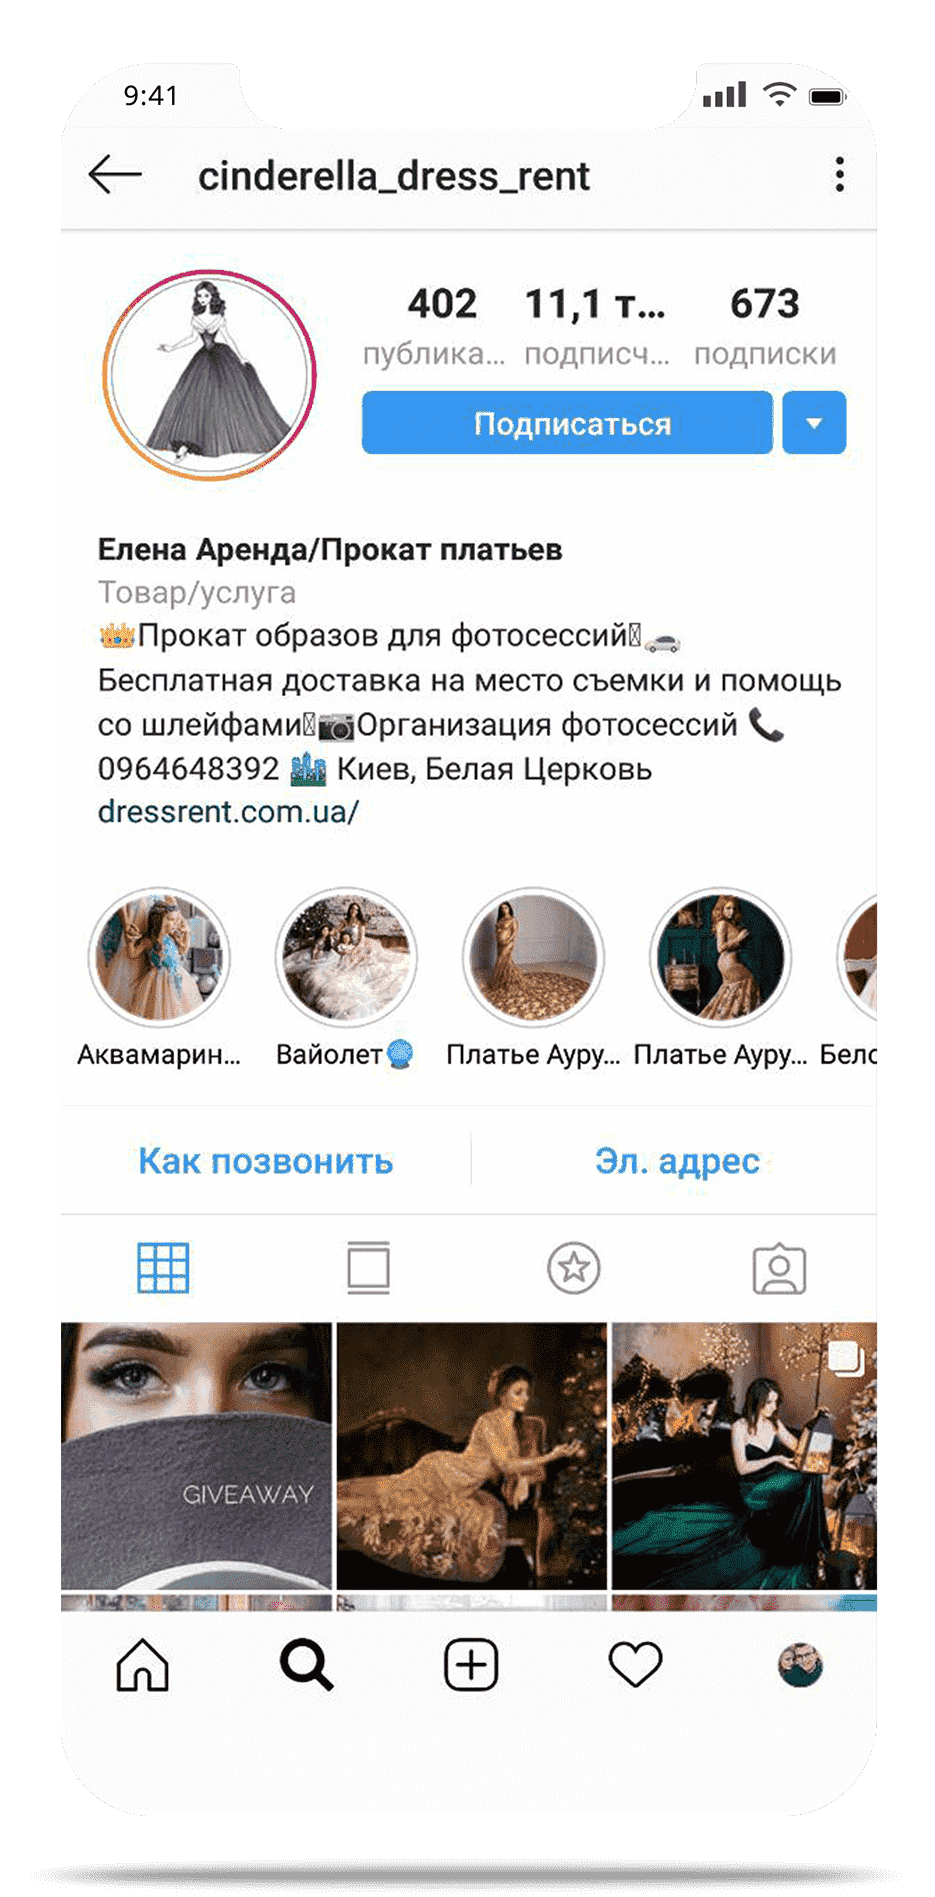 9:41
cinderella_dress_rent
402 11,1 т... 673
публика... подписч... подписки
Подписаться
Елена Аренда/Прокат платьев
Товар/услуга
👑Прокат образов для фотосессий🚗
Бесплатная доставка на место съемки и помощь
со шлейфами📷Организация фотосессий 📞
0964648392 🏙 Киев, Белая Церковь
dressrent.com.ua/
Аквамарин... Вайолет🔮 Платье Ауру... Платье Ауру... Бело
Как позвонить Эл. адрес
GIVEAWAY